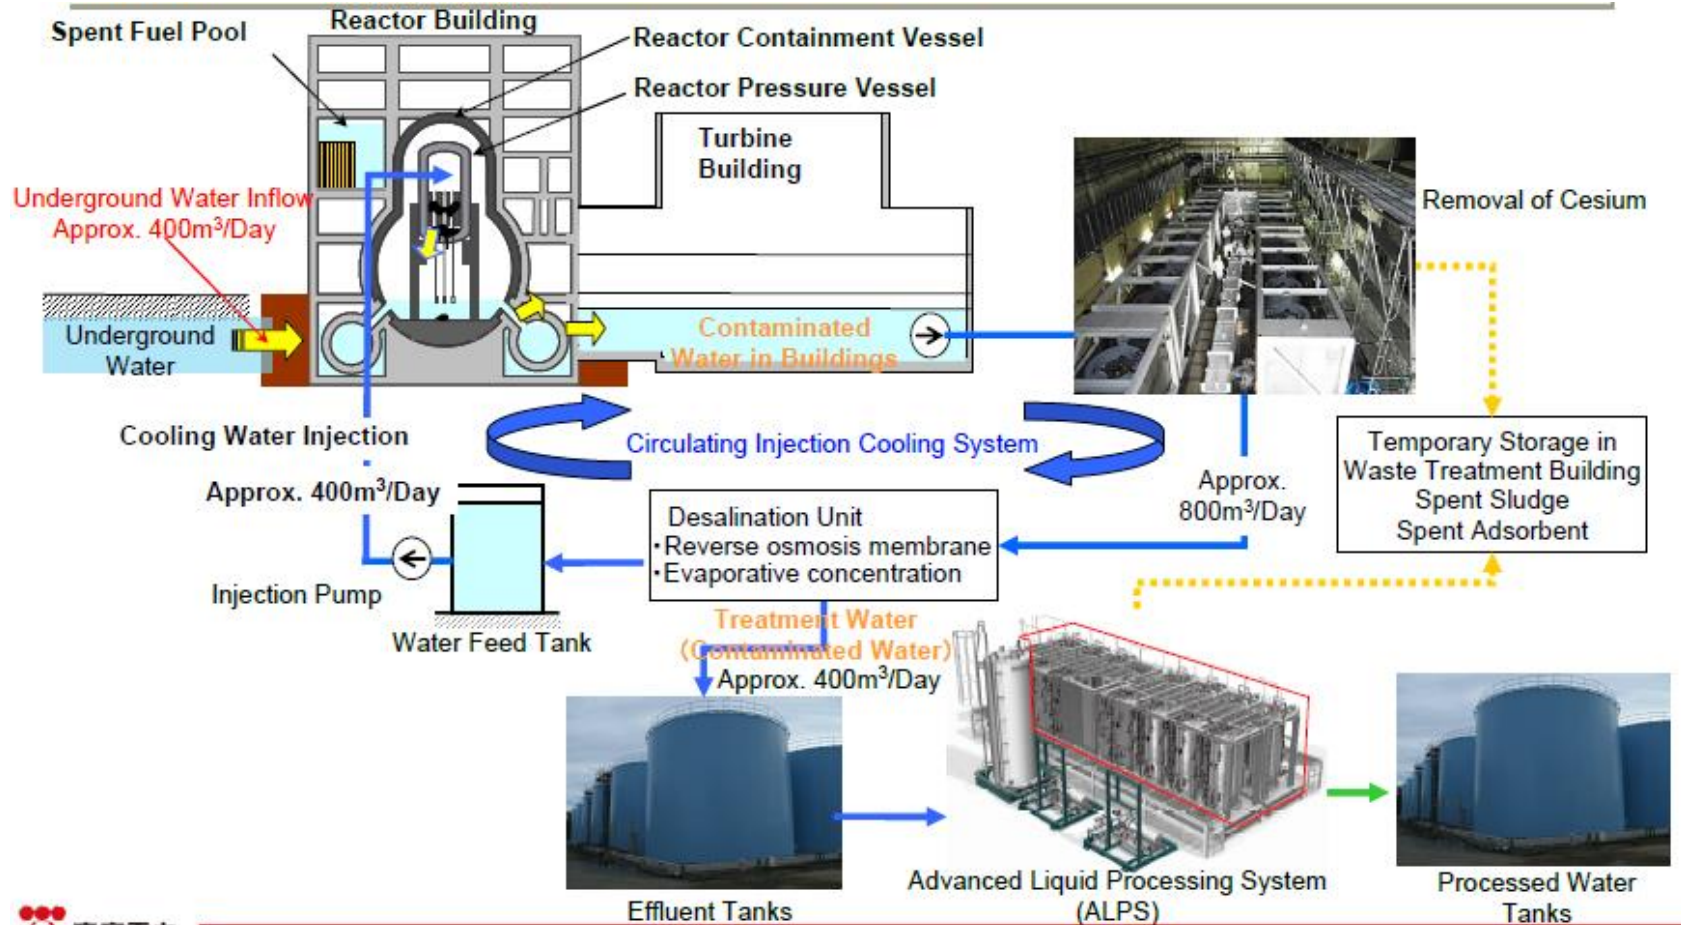 Spent Fuel Pool
Reactor Building
Reactor Containment Vessel
Reactor Pressure Vessel
Turbine
Building
Underground Water Inflow
Approx. 400m³/Day
Removal of Cesium
Underground
Water
Contaminated
Water in Buildings
Cooling Water Injection
Circulating Injection Cooling System
Approx. 400m³/Day
Approx.
800m³/Day
Temporary Storage in
Waste Treatment Building
Spent Sludge
Spent Adsorbent
Desalination Unit
・Reverse osmosis membrane
・Evaporative concentration
Injection Pump
Water Feed Tank
Treatment Water
(Contaminated Water)
Approx. 400m³/Day
Effluent Tanks
Advanced Liquid Processing System
(ALPS)
Processed Water
Tanks